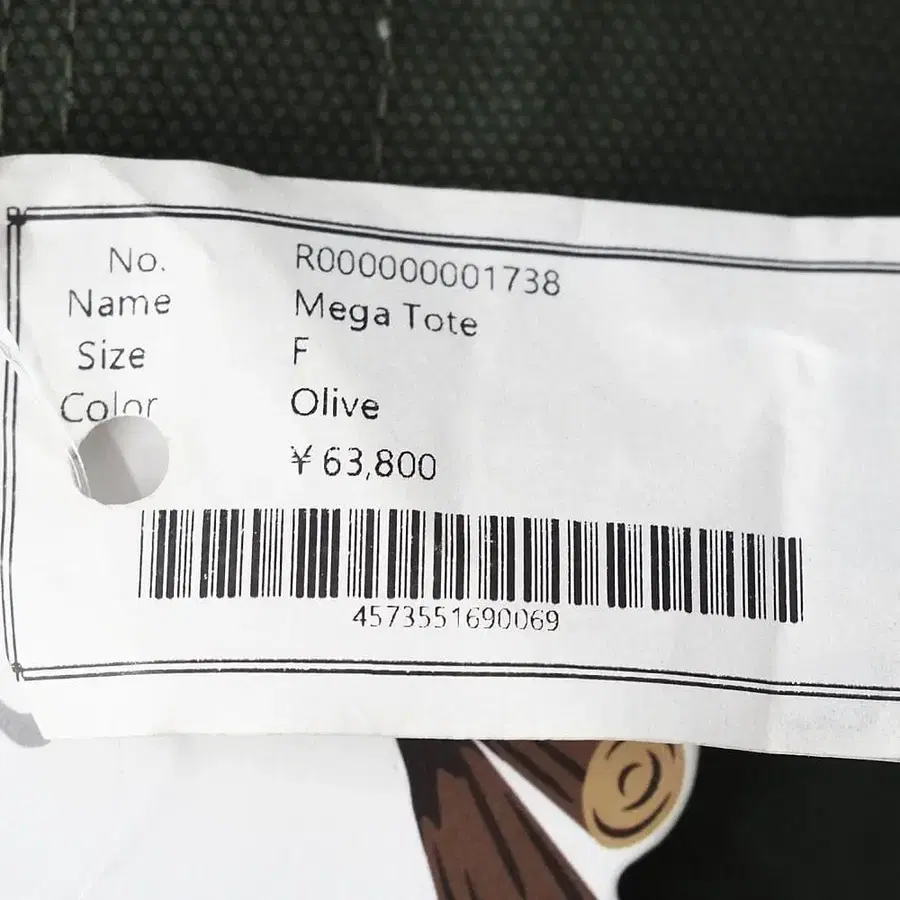 No. R000000001738
Name Mega Tote
Size F
Color Olive
¥ 63,800
4573551690069